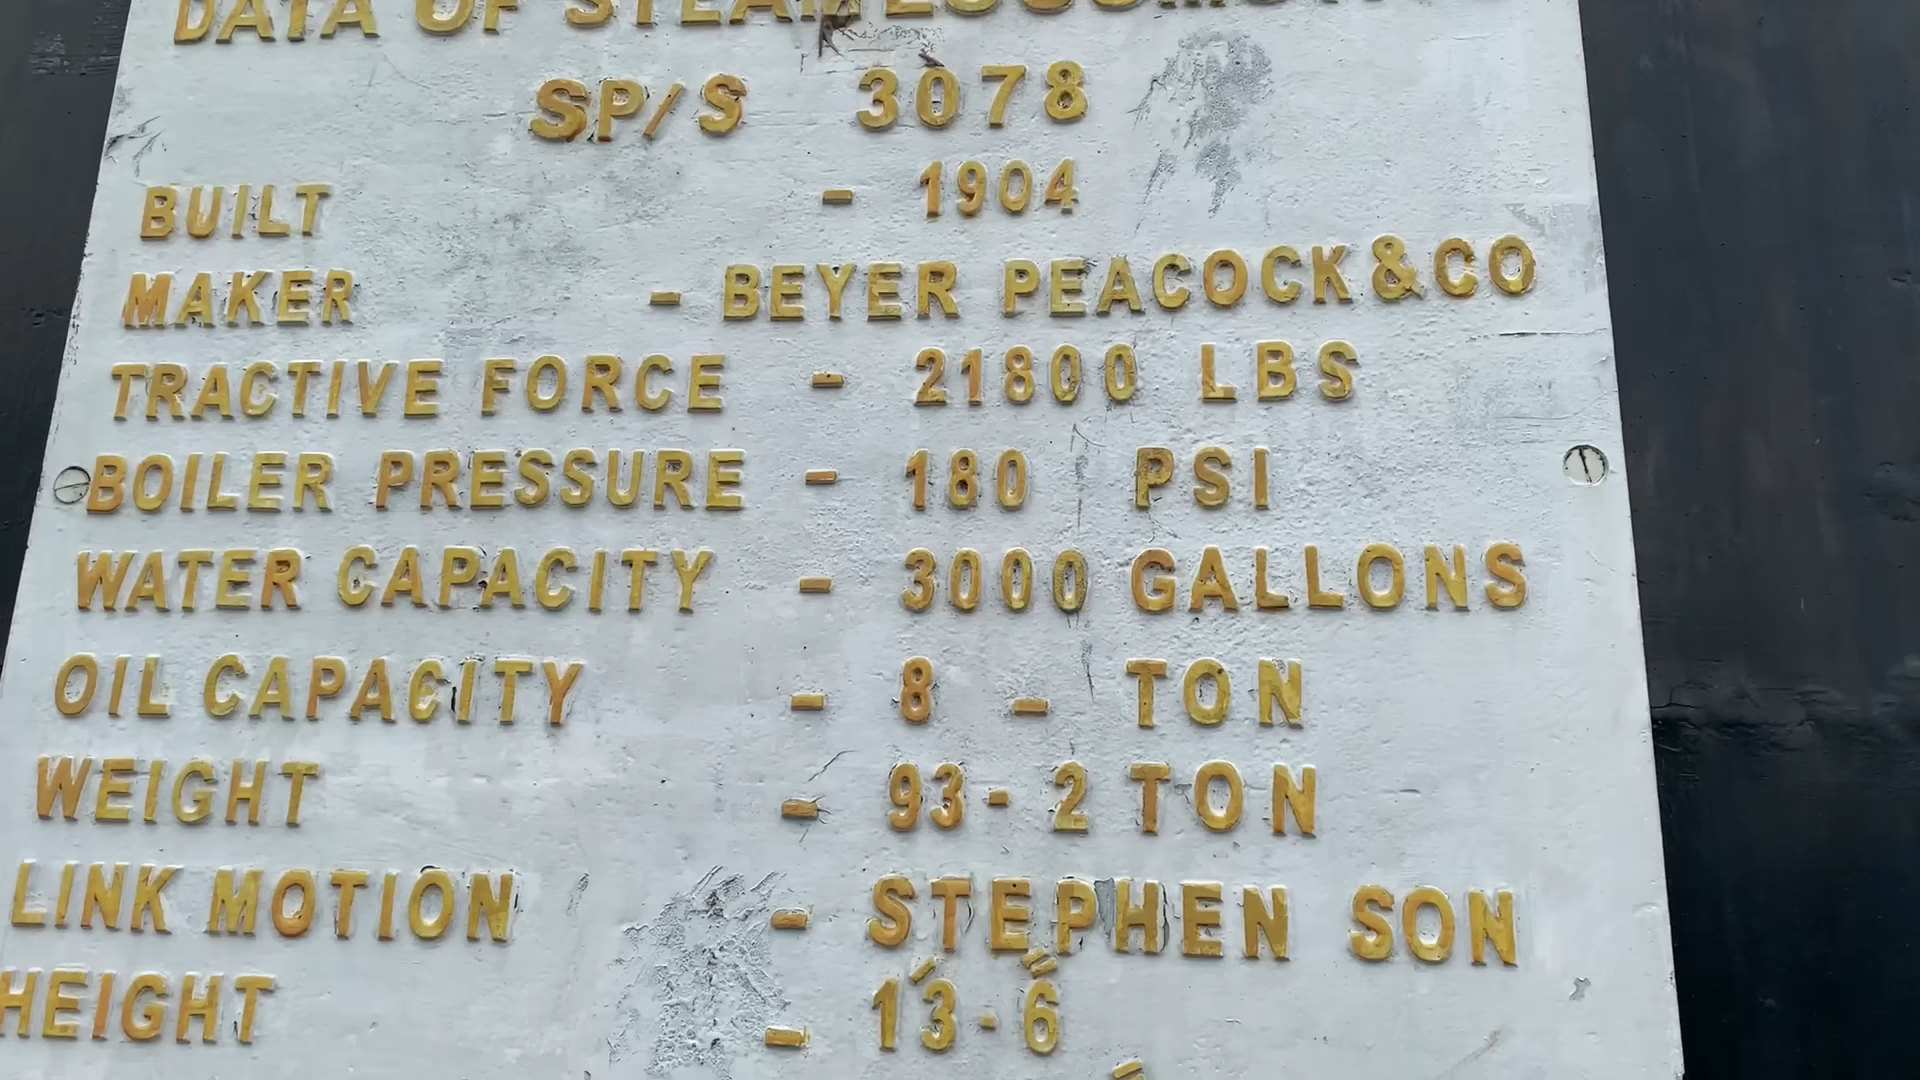 DATA OF STEAM LOCOMOT
SP/S 3078
BUILT - 1904
MAKER - BEYER PEACOCK&CO
TRACTIVE FORCE - 21800 LBS
BOILER PRESSURE - 180 PSI
WATER CAPACITY - 3000 GALLONS
OIL CAPACITY - 8 - TON
WEIGHT - 93-2 TON
LINK MOTION - STEPHEN SON
HEIGHT - 13'-6"